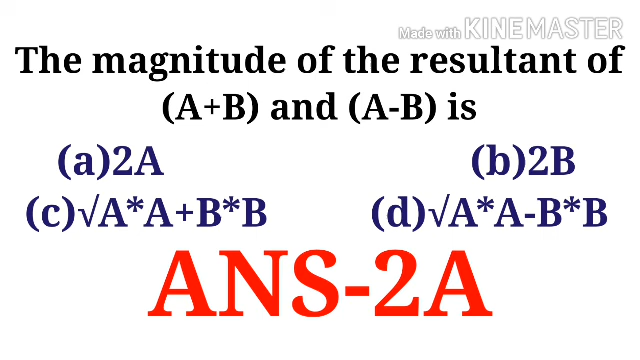 Made with KINEMASTER
The magnitude of the resultant of
(A+B) and (A-B) is
(a)2A (b)2B
(c)√A*A+B*B (d)√A*A-B*B
ANS-2A